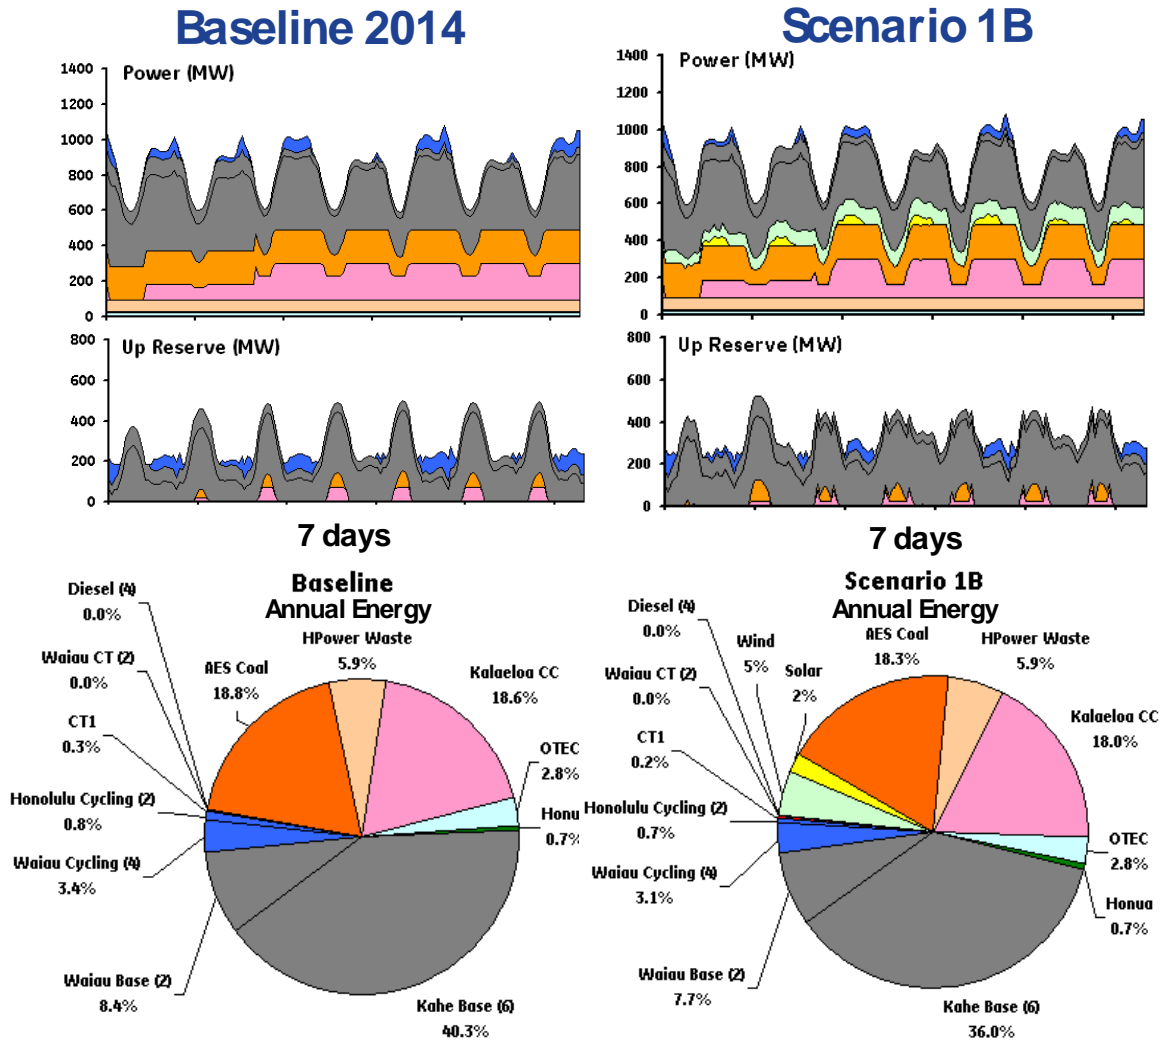 Baseline 2014
Scenario 1B
Power (MW)
1400
1200
1000
800
600
400
200
0
Power (MW)
1400
1200
1000
800
600
400
200
0
Up Reserve (MW)
800
600
400
200
0
Up Reserve (MW)
800
600
400
200
0
7 days
7 days
Baseline
Annual Energy
Diesel (4)
0.0%
Waiau CT (2)
0.0%
CT1
0.3%
Honolulu Cycling (2)
0.8%
Waiau Cycling (4)
3.4%
Waiau Base (2)
8.4%
AES Coal
18.8%
HPower Waste
5.9%
Kalaeloa CC
18.6%
OTEC
2.8%
Honu
0.7%
Kahe Base (6)
40.3%
Scenario 1B
Annual Energy
Diesel (4)
0.0%
Waiau CT (2)
0.0%
CT1
0.2%
Honolulu Cycling (2)
0.7%
Waiau Cycling (4)
3.1%
Waiau Base (2)
7.7%
Wind
5%
Solar
2%
AES Coal
18.3%
HPower Waste
5.9%
Kalaeloa CC
18.0%
OTEC
2.8%
Honua
0.7%
Kahe Base (6)
36.0%